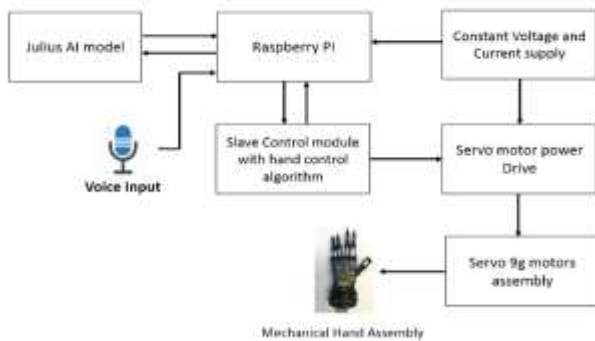 Julius AI model
Raspberry PI
Constant Voltage and
Current supply
Voice Input
Slave Control module
with hand control
algorithm
Servo motor power
Drive
Servo 9g motors
assembly
Mechanical Hand Assembly